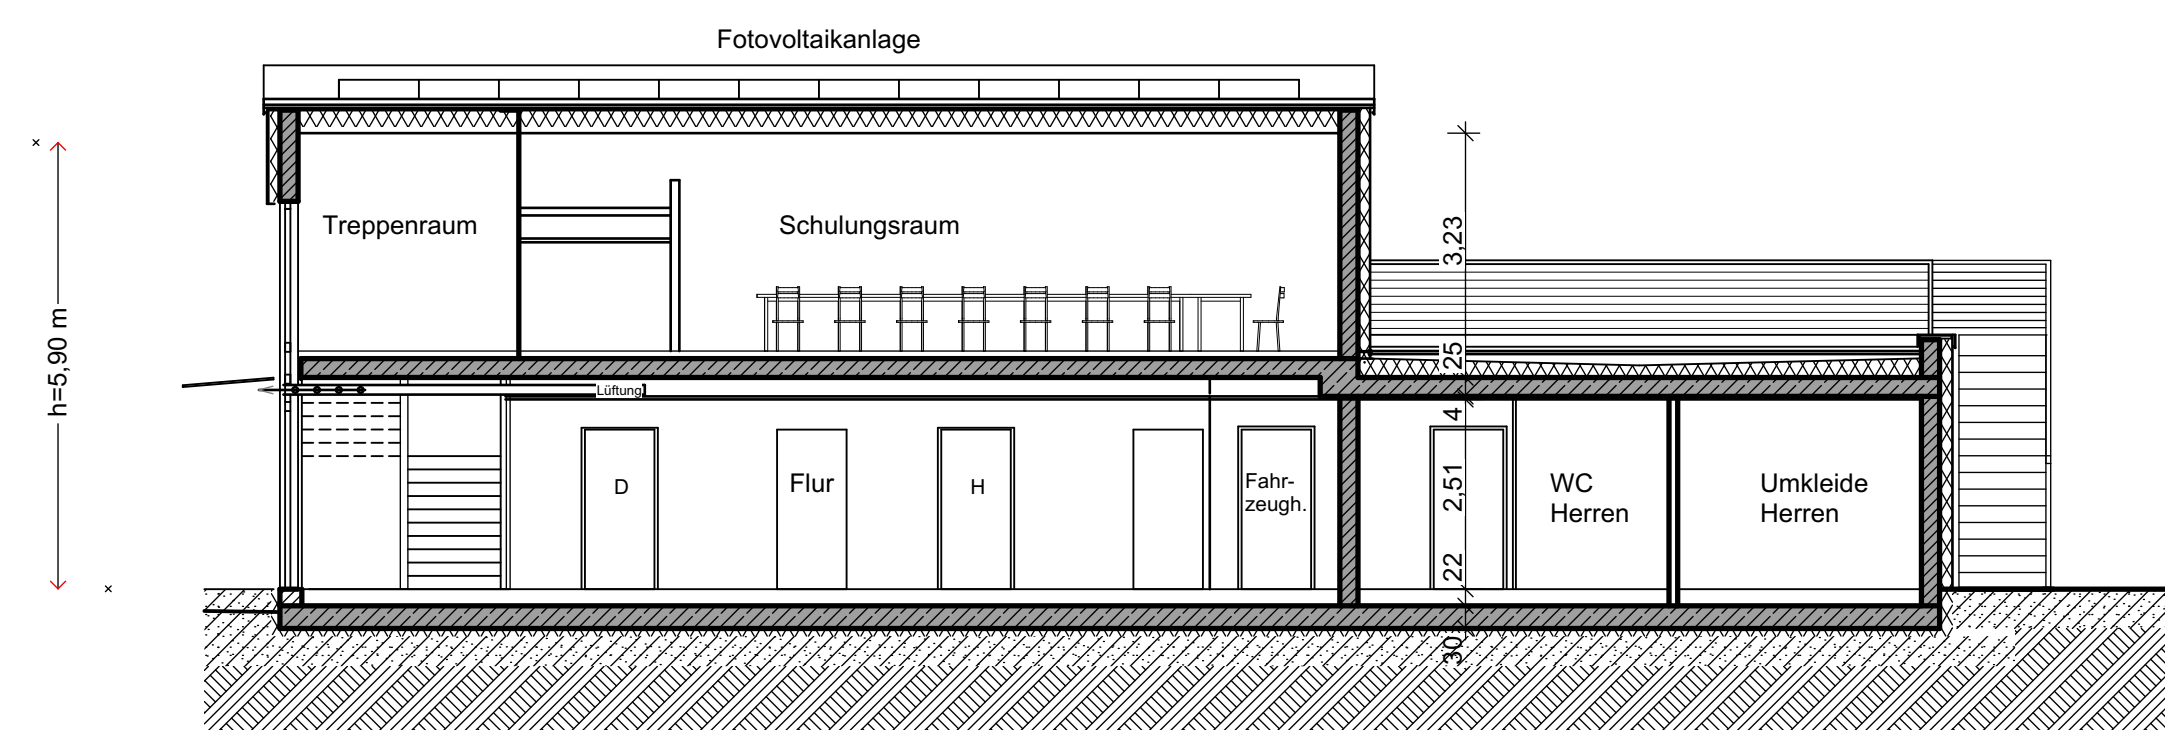 Fotovoltaikanlage
Treppenraum
Schulungsraum
3,23
h=5,90 m
25
Lüftung
4
D
Flur
H
Fahr-
zeugh.
2,51
WC
Herren
Umkleide
Herren
22
30